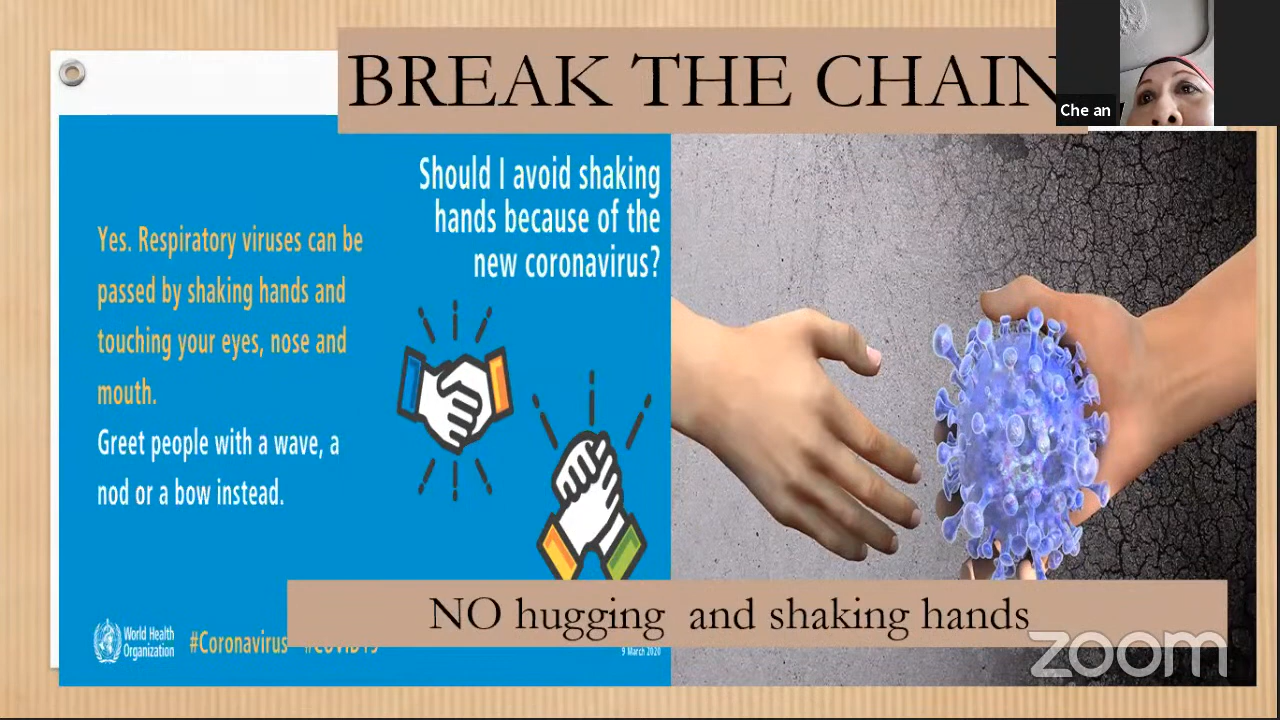 BREAK THE CHAIN
Che an
Should I avoid shaking
hands because of the
new coronavirus?
Yes. Respiratory viruses can be
passed by shaking hands and
touching your eyes, nose and
mouth.
Greet people with a wave, a
nod or a bow instead.
NO hugging and shaking hands
World Health
Organization
#Coronavirus #COVID19
9 March 2020
zoom